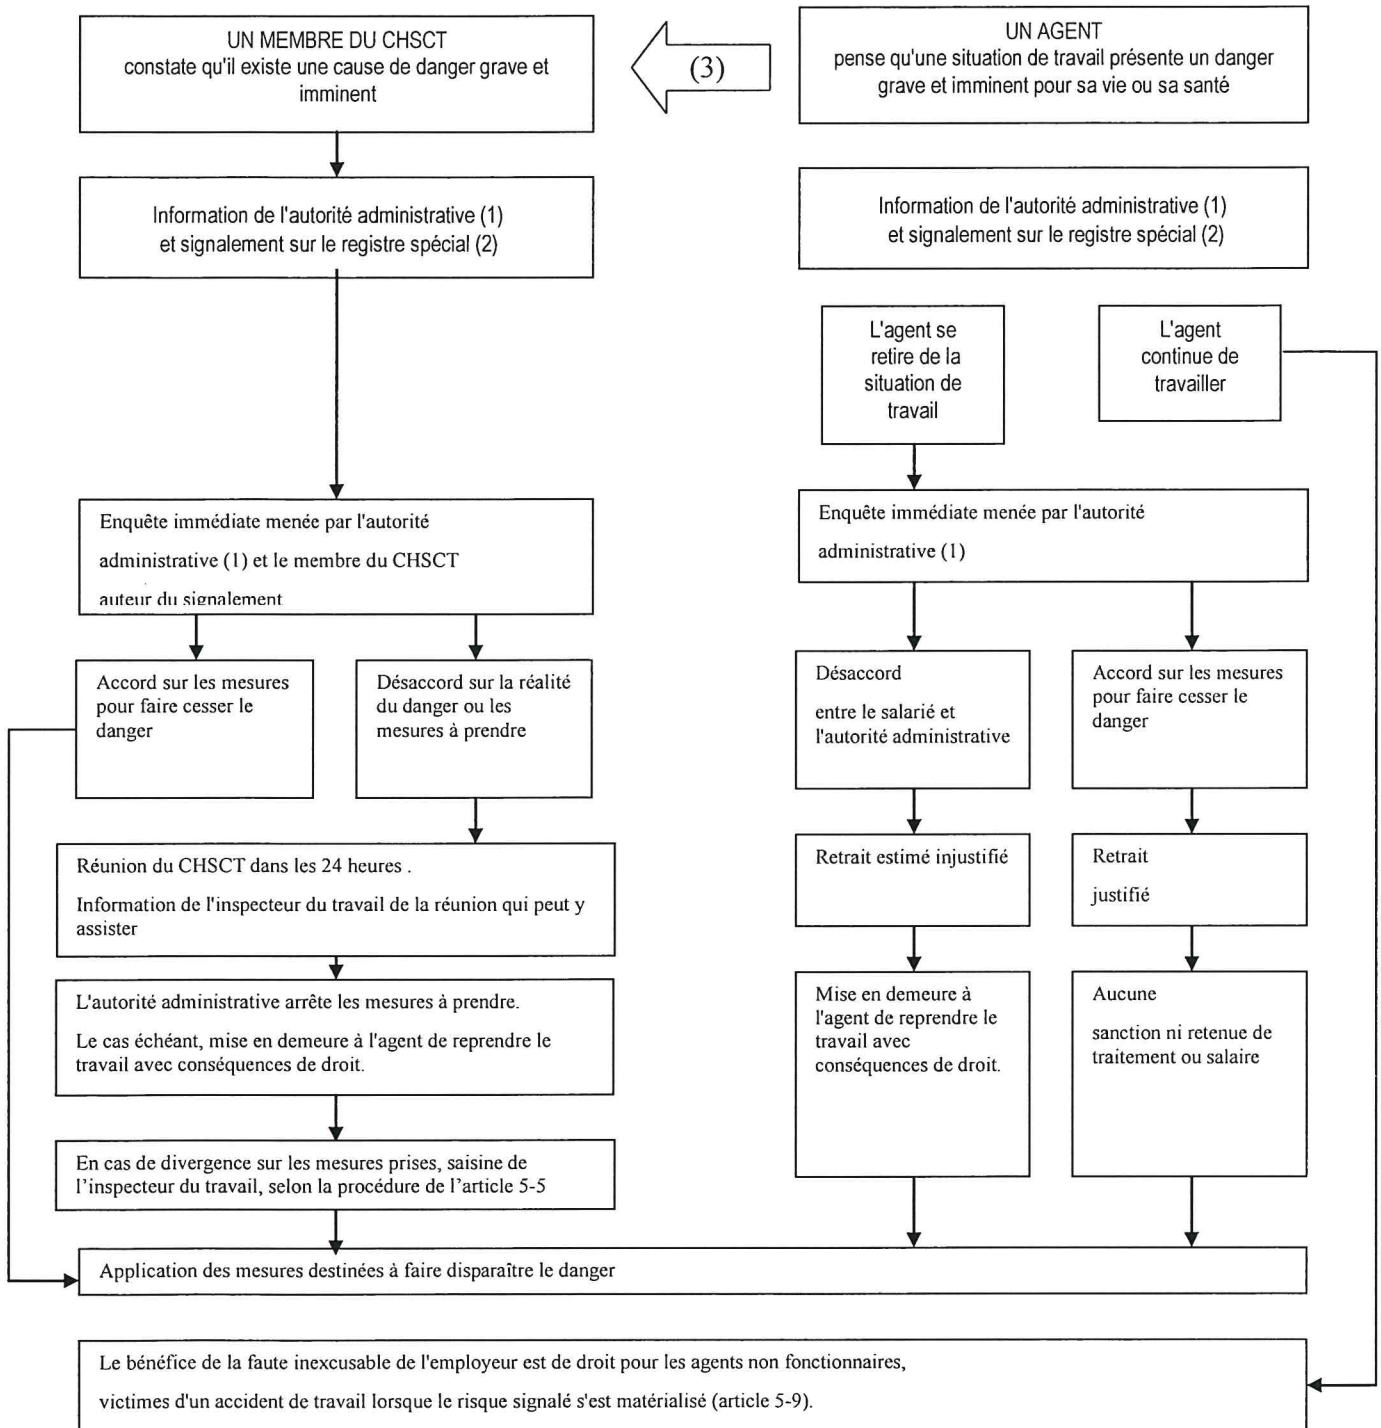 UN MEMBRE DU CHSCT
constate qu'il existe une cause de danger grave et
imminent
(3)
UN AGENT
pense qu'une situation de travail présente un danger
grave et imminent pour sa vie ou sa santé
Information de l'autorité administrative (1)
et signalement sur le registre spécial (2)
Information de l'autorité administrative (1)
et signalement sur le registre spécial (2)
L'agent se
retire de la
situation de
travail
L'agent
continue de
travailler
Enquête immédiate menée par l'autorité
administrative (1) et le membre du CHSCT
auteur du signalement
Enquête immédiate menée par l'autorité
administrative (1)
Accord sur les mesures
pour faire cesser le
danger
Désaccord sur la réalité
du danger ou les
mesures à prendre
Désaccord
entre le salarié et
l'autorité administrative
Accord sur les mesures
pour faire cesser le
danger
Réunion du CHSCT dans les 24 heures .
Information de l'inspecteur du travail de la réunion qui peut y
assister
Retrait estimé injustifié
Retrait
justifié
L'autorité administrative arrête les mesures à prendre.
Le cas échéant, mise en demeure à l'agent de reprendre le
travail avec conséquences de droit.
Mise en demeure à
l'agent de reprendre le
travail avec
conséquences de droit.
Aucune
sanction ni retenue de
traitement ou salaire
En cas de divergence sur les mesures prises, saisine de
l'inspecteur du travail, selon la procédure de l'article 5-5
Application des mesures destinées à faire disparaître le danger
Le bénéfice de la faute inexcusable de l'employeur est de droit pour les agents non fonctionnaires,
victimes d'un accident de travail lorsque le risque signalé s'est matérialisé (article 5-9).